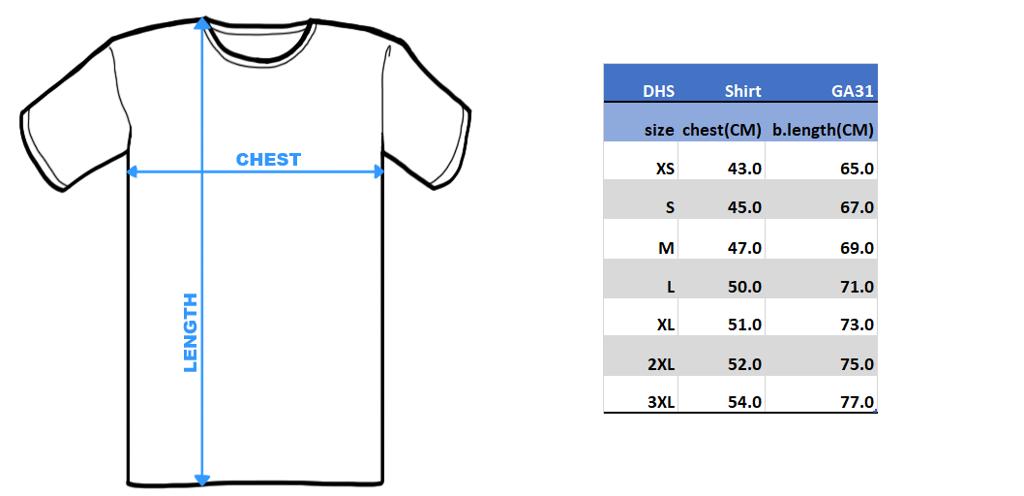 CHEST
LENGTH
DHS Shirt GA31
size chest(CM) b.length(CM)
XS 43.0 65.0
S 45.0 67.0
M 47.0 69.0
L 50.0 71.0
XL 51.0 73.0
2XL 52.0 75.0
3XL 54.0 77.0